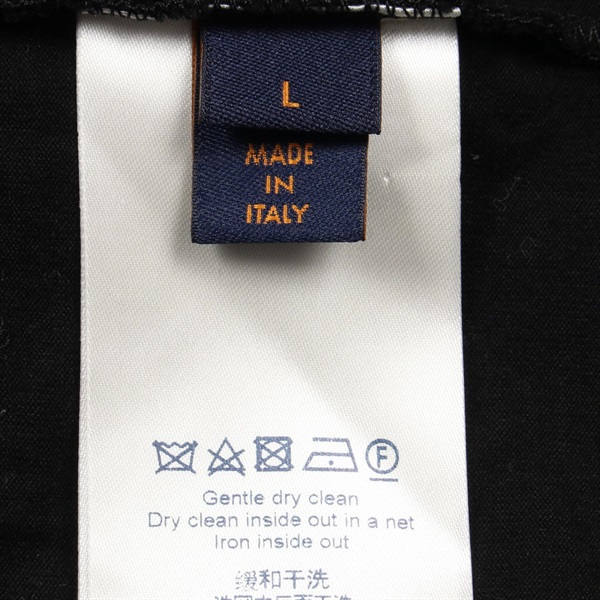 L
MADE
IN
ITALY
F
Gentle dry clean
Dry clean inside out in a net
Iron inside out
缓和干洗